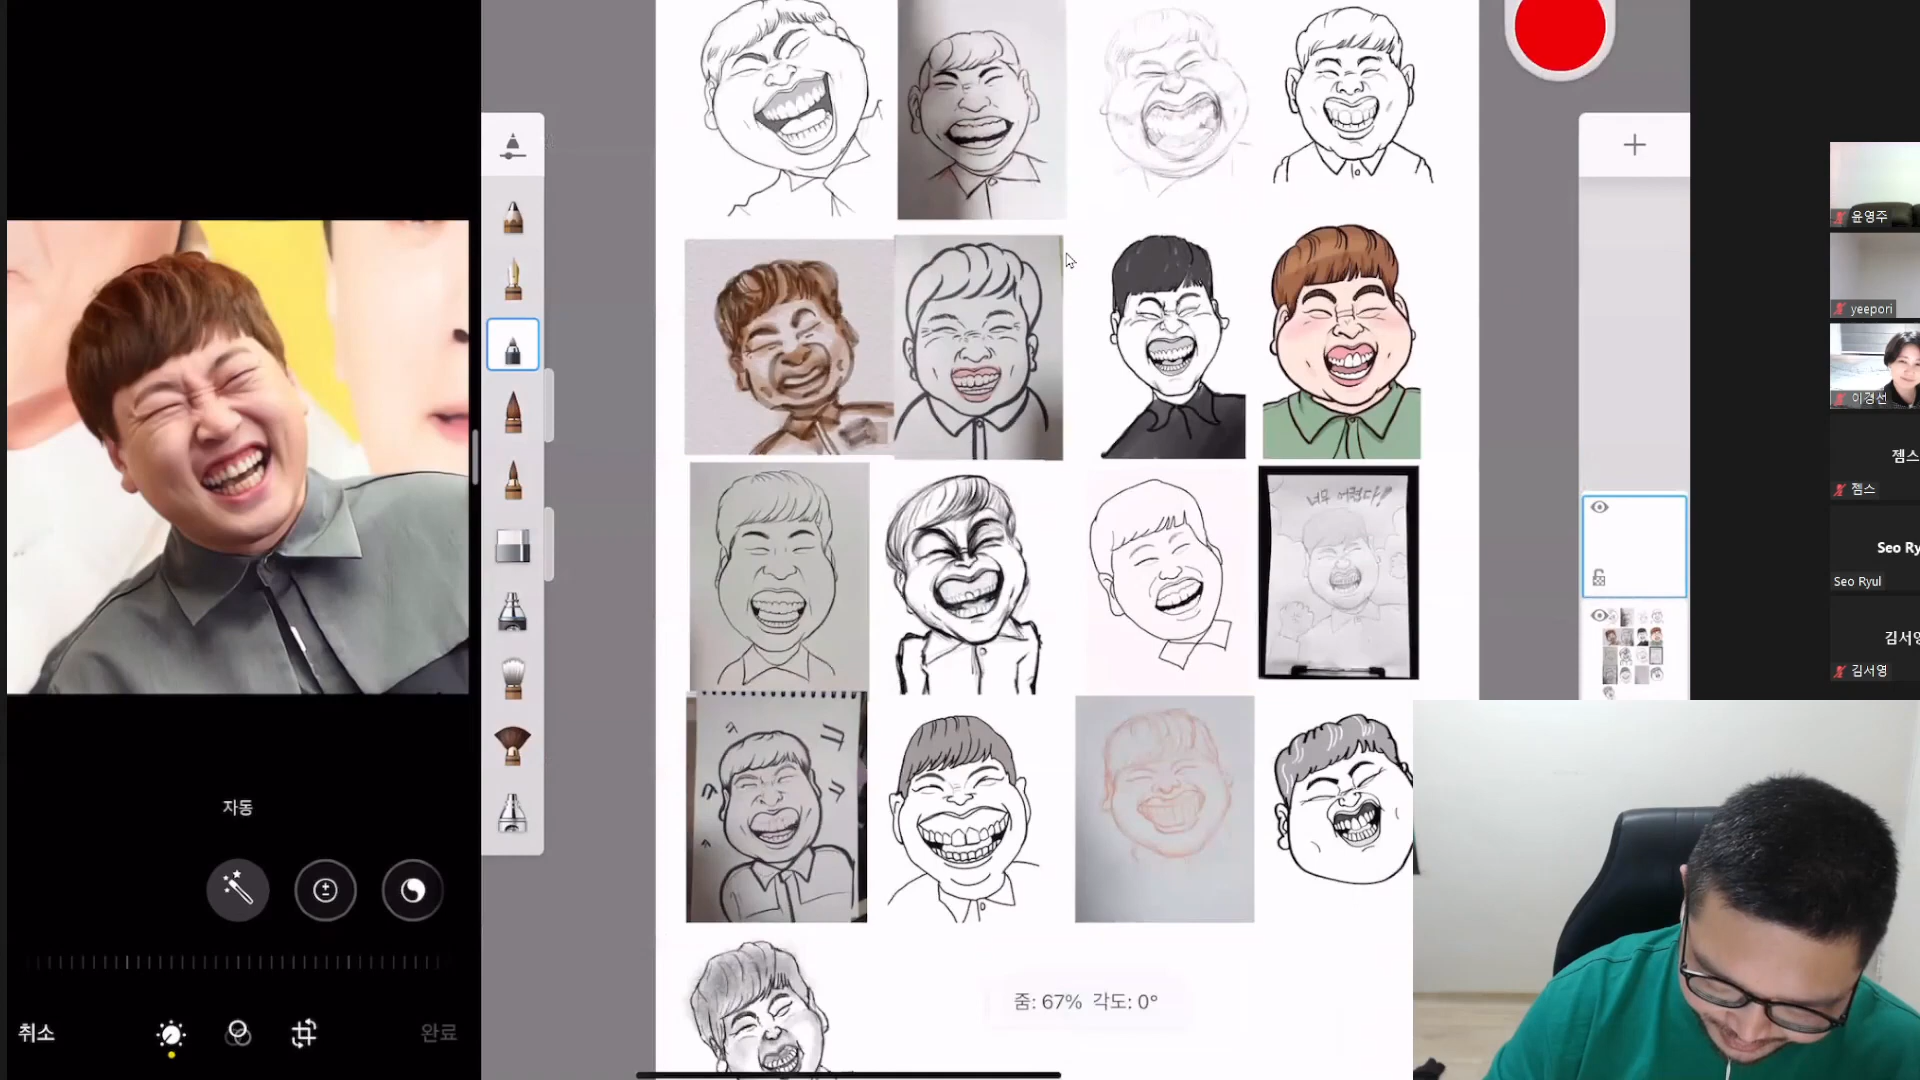 자동
취소
완료
너무 어렵다!
ㅋ
ㅋ
ㅋ
줌: 67% 각도: 0°
윤영주
yeepori
이경선
젬스
젬스
Seo Ry
Seo Ryul
김서영
김서영